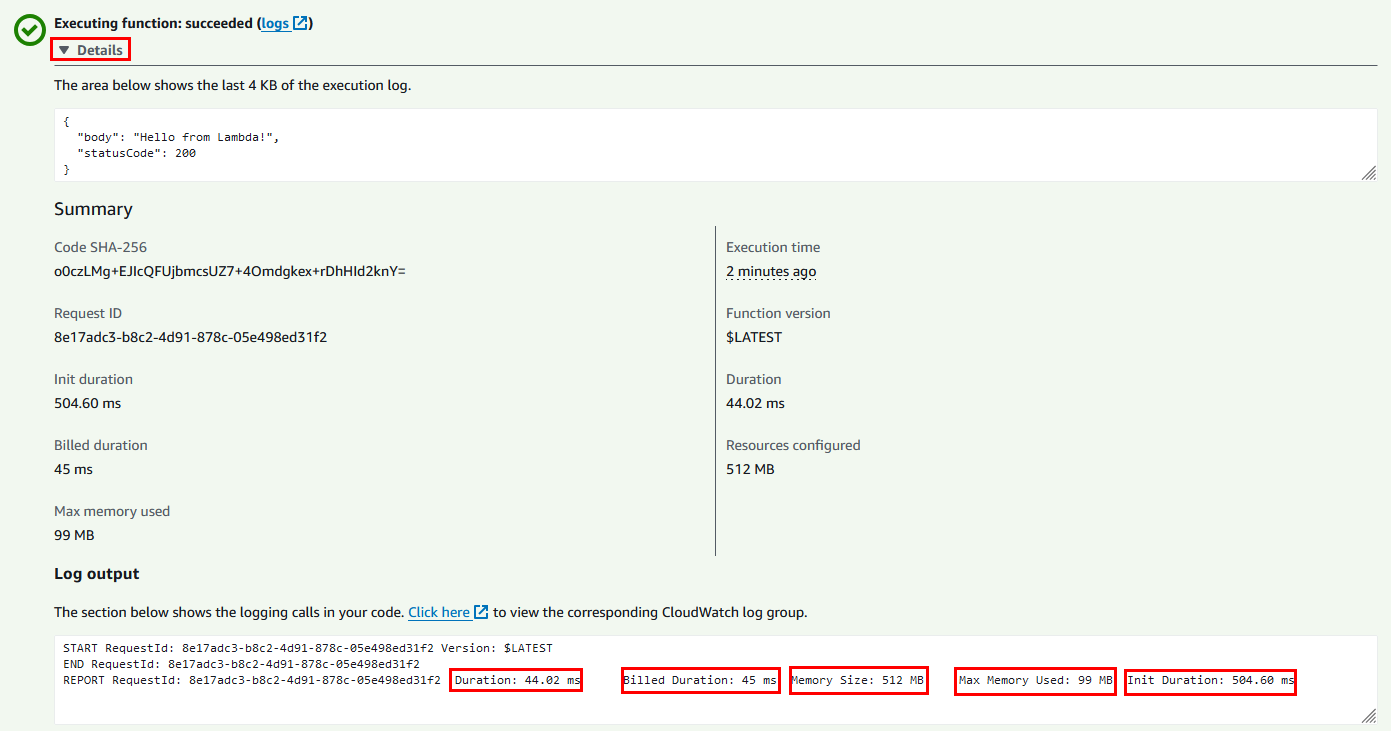 Executing function: succeeded (logs)
Details
The area below shows the last 4 KB of the execution log.
{
"body": "Hello from Lambda!",
"statusCode": 200
}
Summary
Code SHA-256
o0czLMg+EJIcQFUjbmcsUZ7+4Omdgkex+rDhHId2knY=
Request ID
8e17adc3-b8c2-4d91-878c-05e498ed31f2
Init duration
504.60 ms
Billed duration
45 ms
Max memory used
99 MB
Execution time
2 minutes ago
Function version
$LATEST
Duration
44.02 ms
Resources configured
512 MB
Log output
The section below shows the logging calls in your code. Click here to view the corresponding CloudWatch log group.
START RequestId: 8e17adc3-b8c2-4d91-878c-05e498ed31f2 Version: $LATEST
END RequestId: 8e17adc3-b8c2-4d91-878c-05e498ed31f2
REPORT RequestId: 8e17adc3-b8c2-4d91-878c-05e498ed31f2 Duration: 44.02 ms Billed Duration: 45 ms Memory Size: 512 MB Max Memory Used: 99 MB Init Duration: 504.60 ms